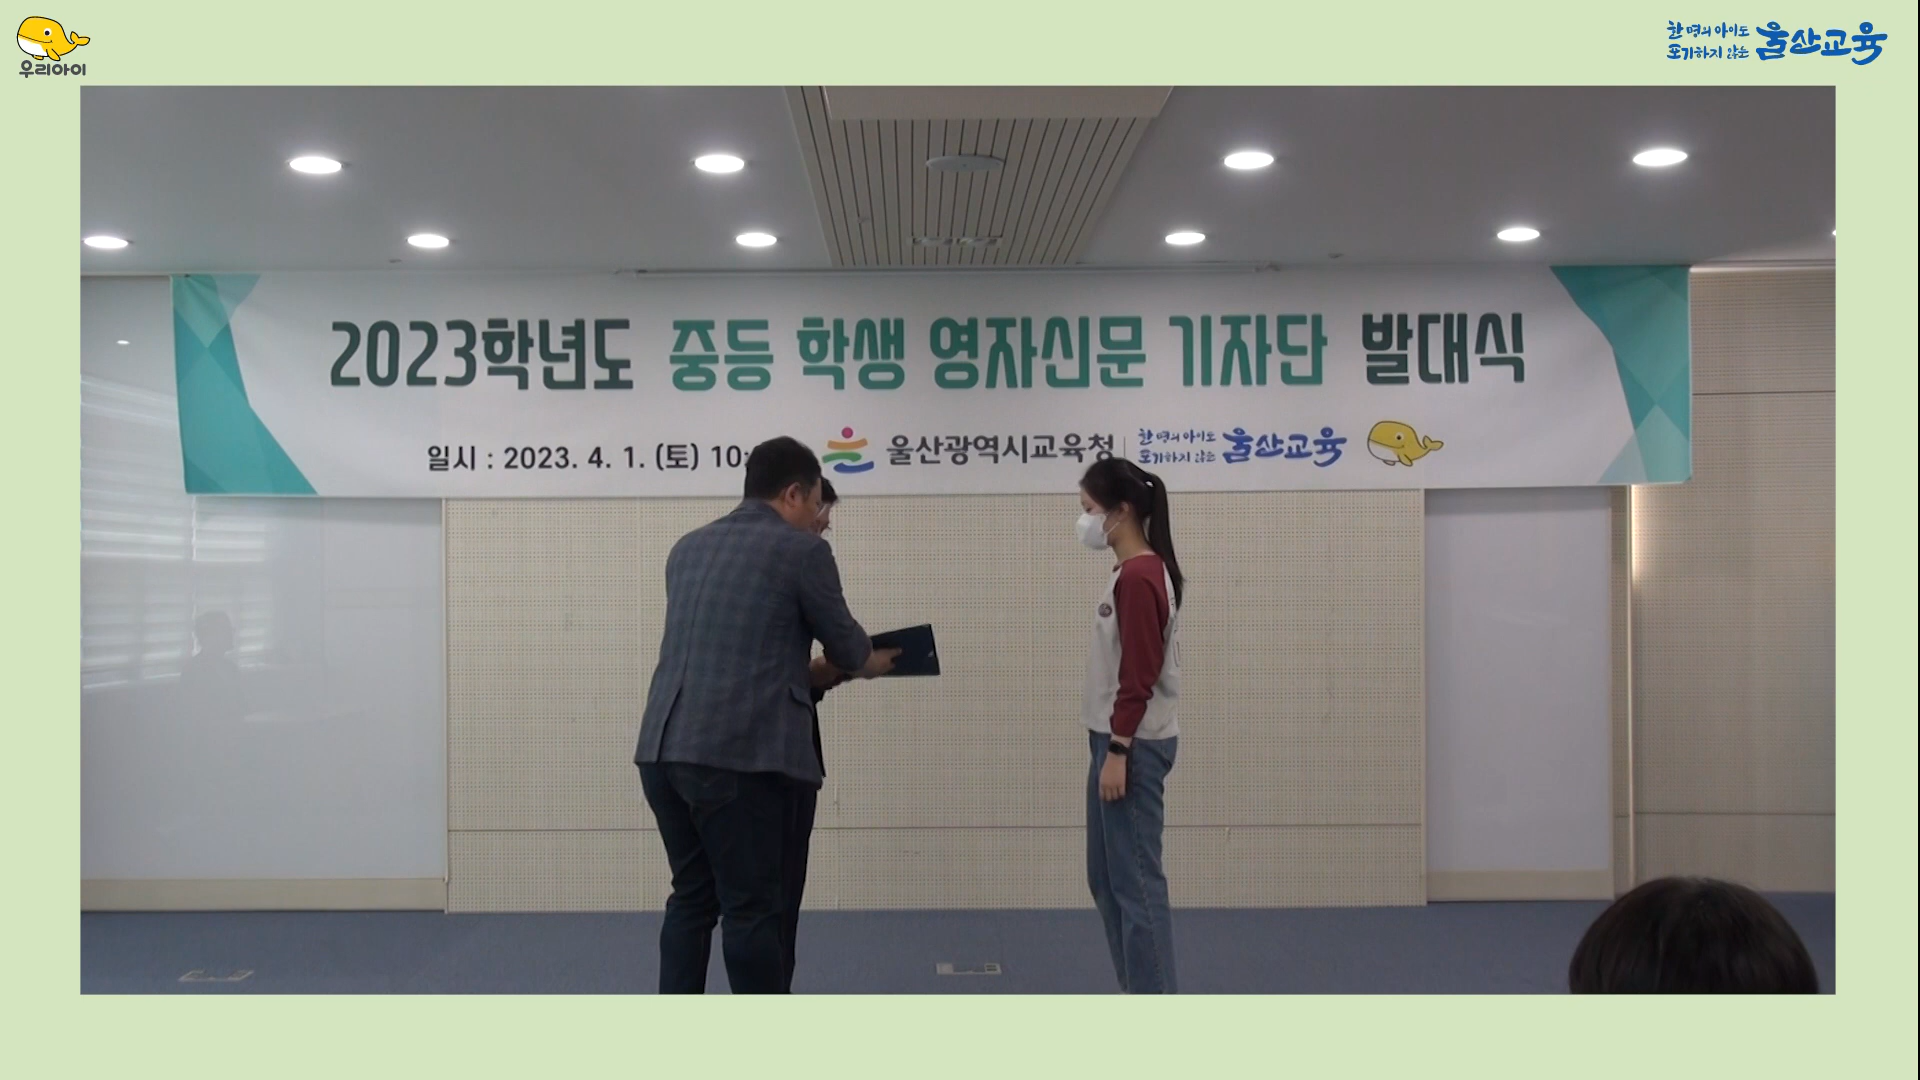 우리아이
한 명의 아이도
포기하지 않는 울산교육
2023학년도 중등 학생 영자신문 기자단 발대식
일시 : 2023. 4. 1. (토) 10:
울산광역시교육청
한 명의 아이도
포기하지 않는 울산교육